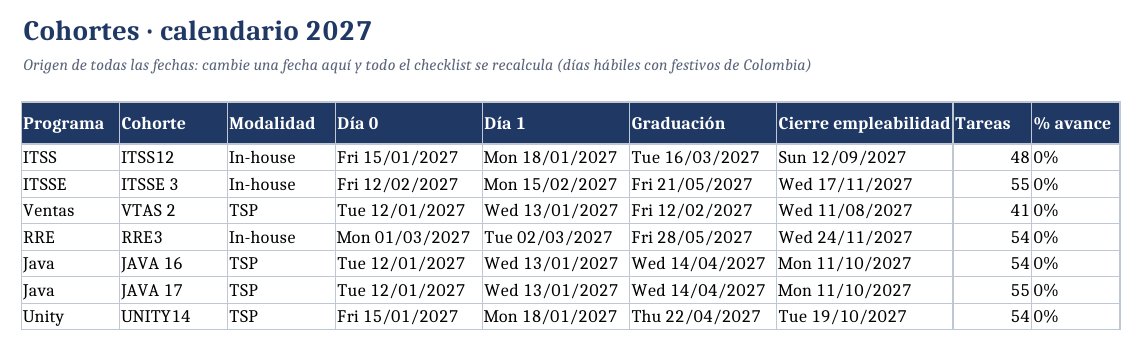 Cohortes · calendario 2027
Origen de todas las fechas: cambie una fecha aquí y todo el checklist se recalcula (días hábiles con festivos de Colombia)
Programa Cohorte Modalidad Día 0 Día 1 Graduación Cierre empleabilidad Tareas % avance
ITSS ITSS12 In-house Fri 15/01/2027 Mon 18/01/2027 Tue 16/03/2027 Sun 12/09/2027 48 0%
ITSSE ITSSE 3 In-house Fri 12/02/2027 Mon 15/02/2027 Fri 21/05/2027 Wed 17/11/2027 55 0%
Ventas VTAS 2 TSP Tue 12/01/2027 Wed 13/01/2027 Fri 12/02/2027 Wed 11/08/2027 41 0%
RRE RRE3 In-house Mon 01/03/2027 Tue 02/03/2027 Fri 28/05/2027 Wed 24/11/2027 54 0%
Java JAVA 16 TSP Tue 12/01/2027 Wed 13/01/2027 Wed 14/04/2027 Mon 11/10/2027 54 0%
Java JAVA 17 TSP Tue 12/01/2027 Wed 13/01/2027 Wed 14/04/2027 Mon 11/10/2027 55 0%
Unity UNITY14 TSP Fri 15/01/2027 Mon 18/01/2027 Thu 22/04/2027 Tue 19/10/2027 54 0%